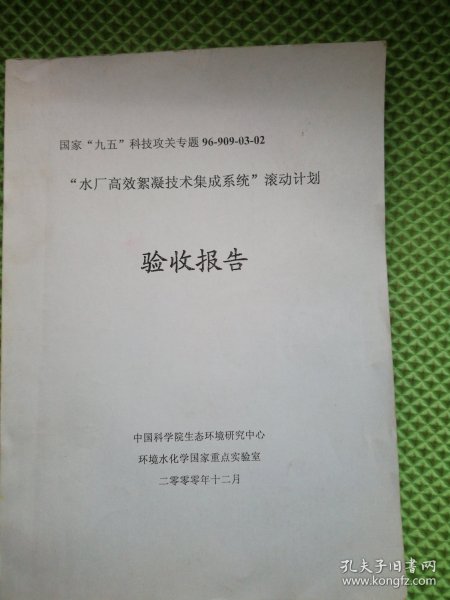 国家“九五”科技攻关专题 96-909-03-02
“水厂高效絮凝技术集成系统”滚动计划
验收报告
中国科学院生态环境研究中心
环境水化学国家重点实验室
二零零零年十二月
孔夫子旧书网
www.kongfz.com